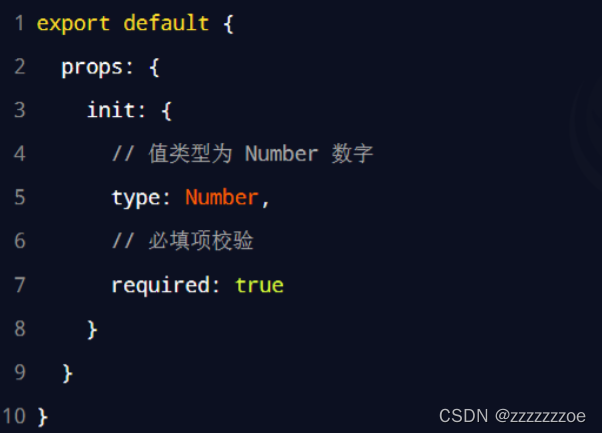 1 export default {
2   props: {
3     init: {
4       // 值类型为 Number 数字
5       type: Number,
6       // 必填项校验
7       required: true
8     }
9   }
10 }
CSDN @zzzzzzzoe